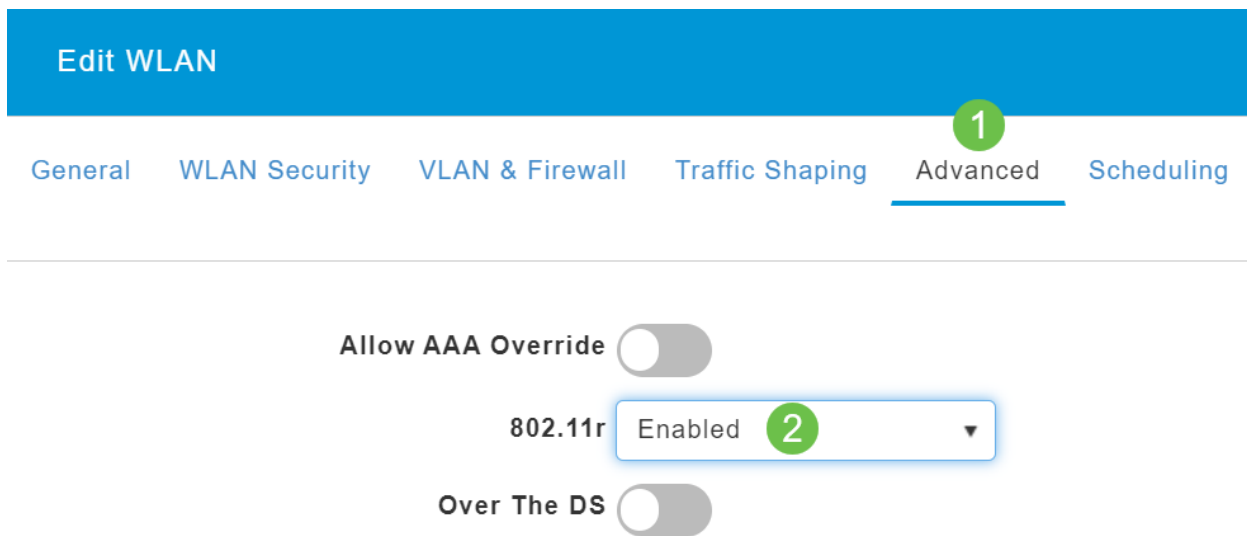 Edit WLAN
1
General WLAN Security VLAN & Firewall Traffic Shaping Advanced Scheduling
Allow AAA Override
802.11r Enabled 2
Over The DS